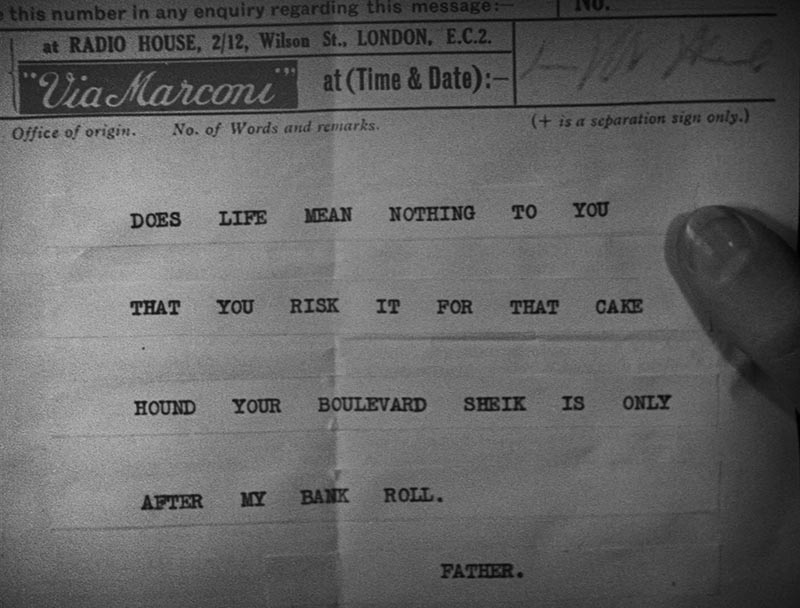 e this number in any enquiry regarding this message:— NO.
at RADIO HOUSE, 2/12, Wilson St., LONDON, E.C.2.
"Via Marconi" at (Time & Date):—
Office of origin. No. of Words and remarks. (+ is a separation sign only.)
DOES LIFE MEAN NOTHING TO YOU
THAT YOU RISK IT FOR THAT CAKE
HOUND YOUR BOULEVARD SHEIK IS ONLY
AFTER MY BANK ROLL.
FATHER.